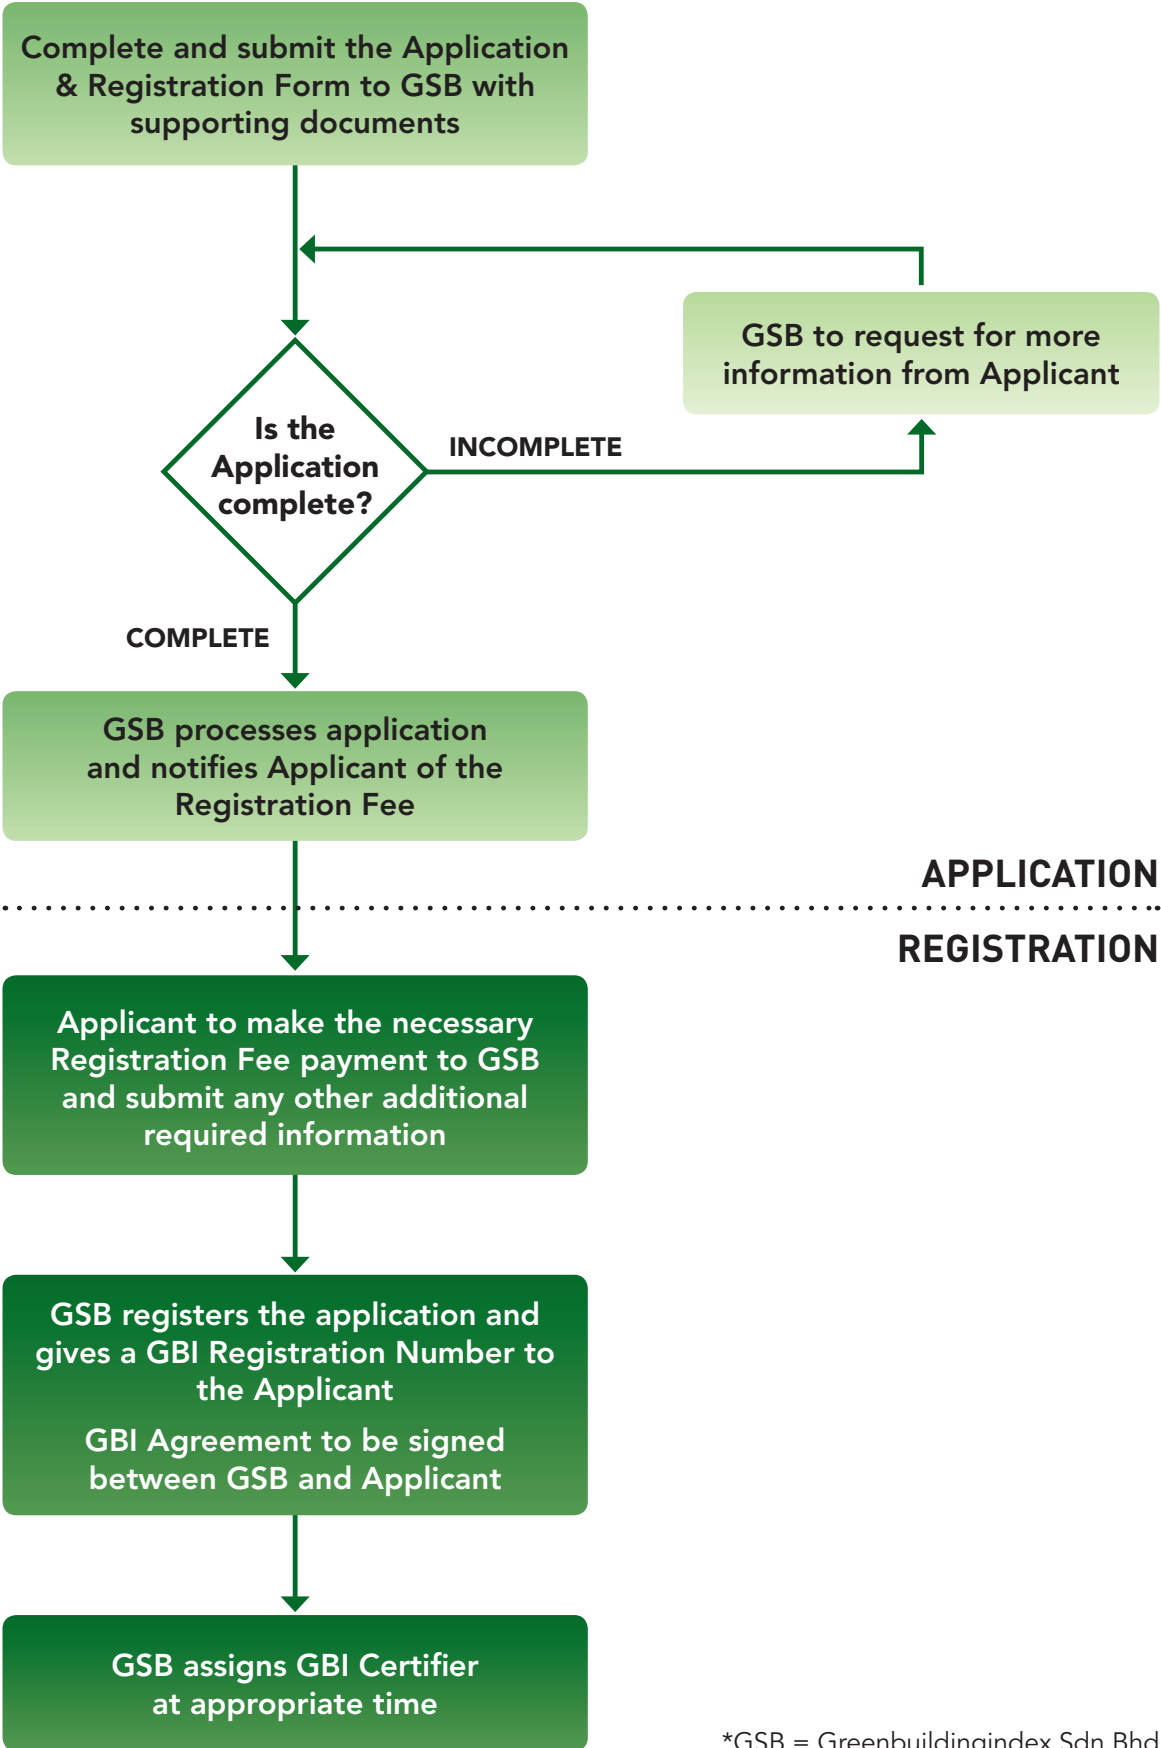 Complete and submit the Application
& Registration Form to GSB with
supporting documents
GSB to request for more
information from Applicant
Is the
Application
complete?
INCOMPLETE
COMPLETE
GSB processes application
and notifies Applicant of the
Registration Fee
APPLICATION
REGISTRATION
Applicant to make the necessary
Registration Fee payment to GSB
and submit any other additional
required information
GSB registers the application and
gives a GBI Registration Number to
the Applicant
GBI Agreement to be signed
between GSB and Applicant
GSB assigns GBI Certifier
at appropriate time
*GSB = Greenbuildingindex Sdn Bhd